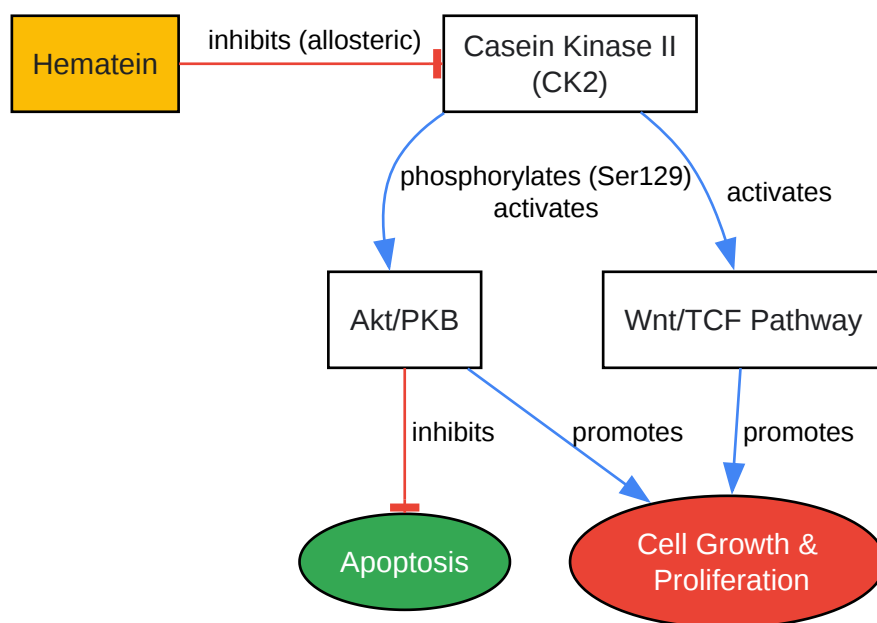 inhibits (allosteric)
Hematein
Casein Kinase II
(CK2)
phosphorylates (Ser129)
activates
activates
Akt/PKB
Wnt/TCF Pathway
inhibits
promotes
promotes
Apoptosis
Cell Growth &
Proliferation